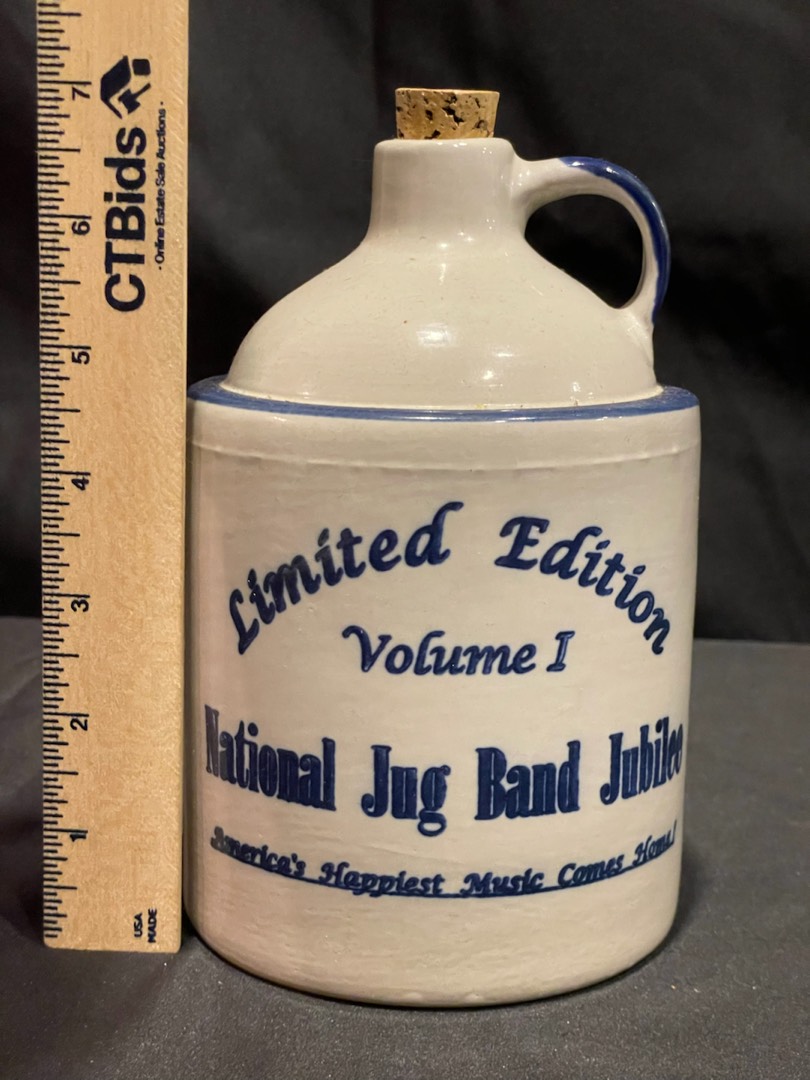 Limited Edition
Volume I
National Jug Band Jubilee
America's Happiest Music Comes Home!
CTBids
· Online Estate Sale Auctions ·
7
6
5
4
3
2
1
USA
MADE